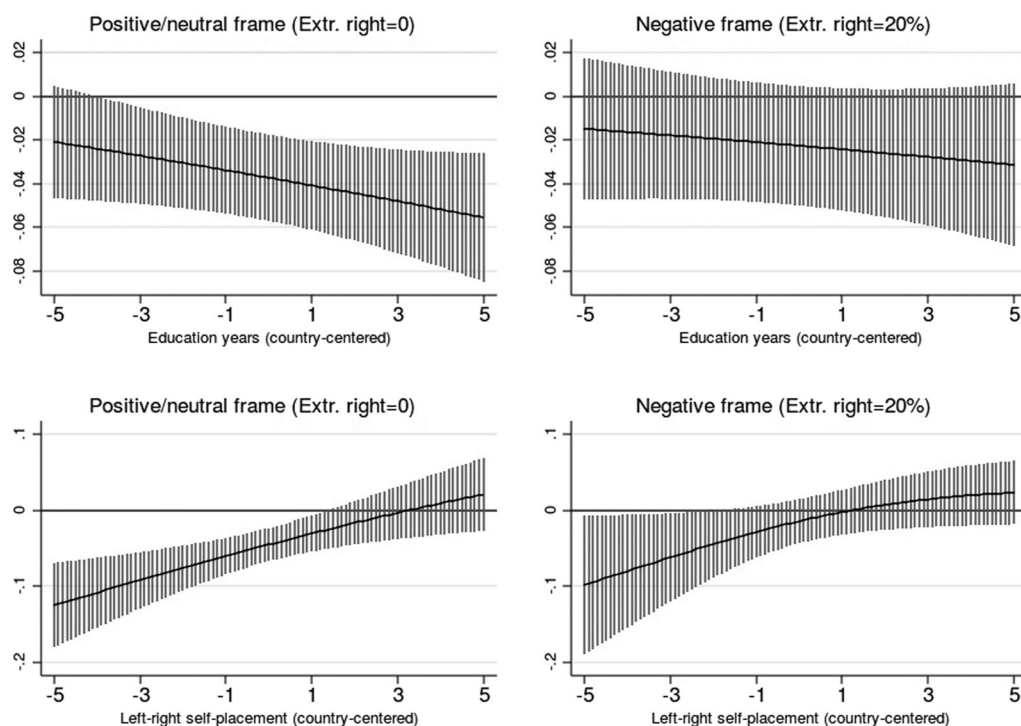 Positive/neutral frame (Extr. right=0)
.02
0
-.02
-.04
-.06
-.08
-5 -3 -1 1 3 5
Education years (country-centered)
Negative frame (Extr. right=20%)
.02
0
-.02
-.04
-.06
-.08
-5 -3 -1 1 3 5
Education years (country-centered)
Positive/neutral frame (Extr. right=0)
.1
0
-.1
-.2
-5 -3 -1 1 3 5
Left-right self-placement (country-centered)
Negative frame (Extr. right=20%)
.1
0
-.1
-.2
-5 -3 -1 1 3 5
Left-right self-placement (country-centered)